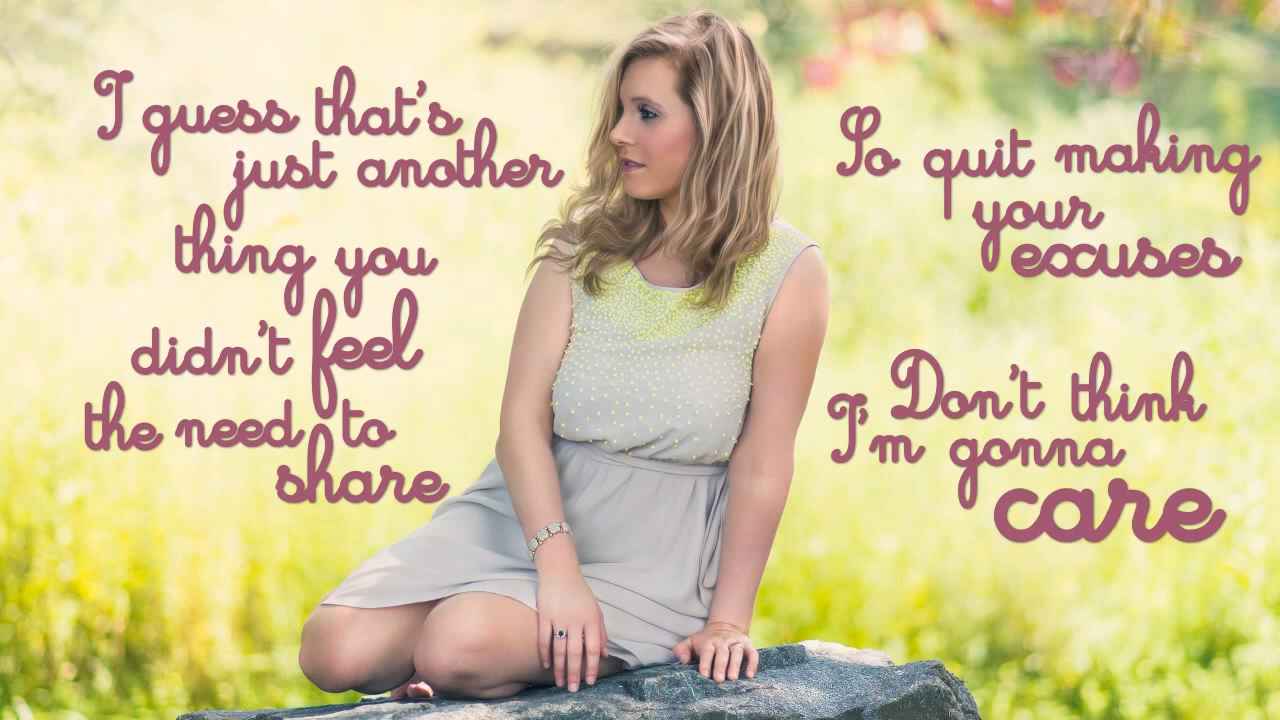 I guess that's
just another
thing you
didn't feel
the need to
share
So quit making
your
excuses
Don't think
I'm gonna
care